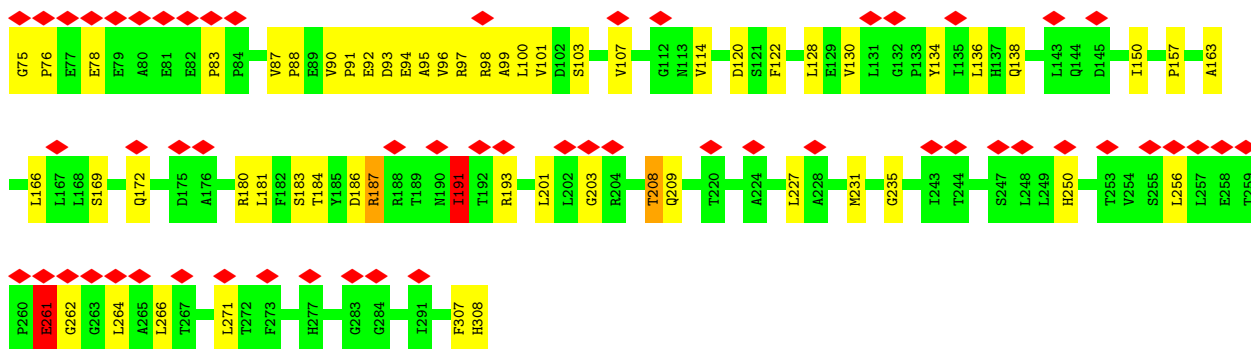 G75 P76 E77 E78 E79 A80 E81 E82 P83 P84 V87 P88 E89 V90 P91 E92 D93 E94 A95 V96 R97 R98 A99 L100 V101 D102 S103 V107 G112 N113 V114 D120 S121 F122 L128 E129 V130 L131 G132 P133 Y134 I135 L136 H137 Q138 L143 Q144 D145 I150 P157 A163
L166 L167 L168 S169 Q172 D175 A176 R180 L181 F182 S183 T184 Y185 D186 R187 R188 T189 N190 I191 T192 R193 L201 L202 G203 R204 T208 Q209 T220 A224 L227 A228 M231 G235 I243 T244 S247 L248 L249 H250 T253 V254 S255 L256 L257 E258 T259
P260 E261 G262 G263 L264 A265 L266 T267 L271 T272 F273 H277 G283 G284 I291 F307 H308